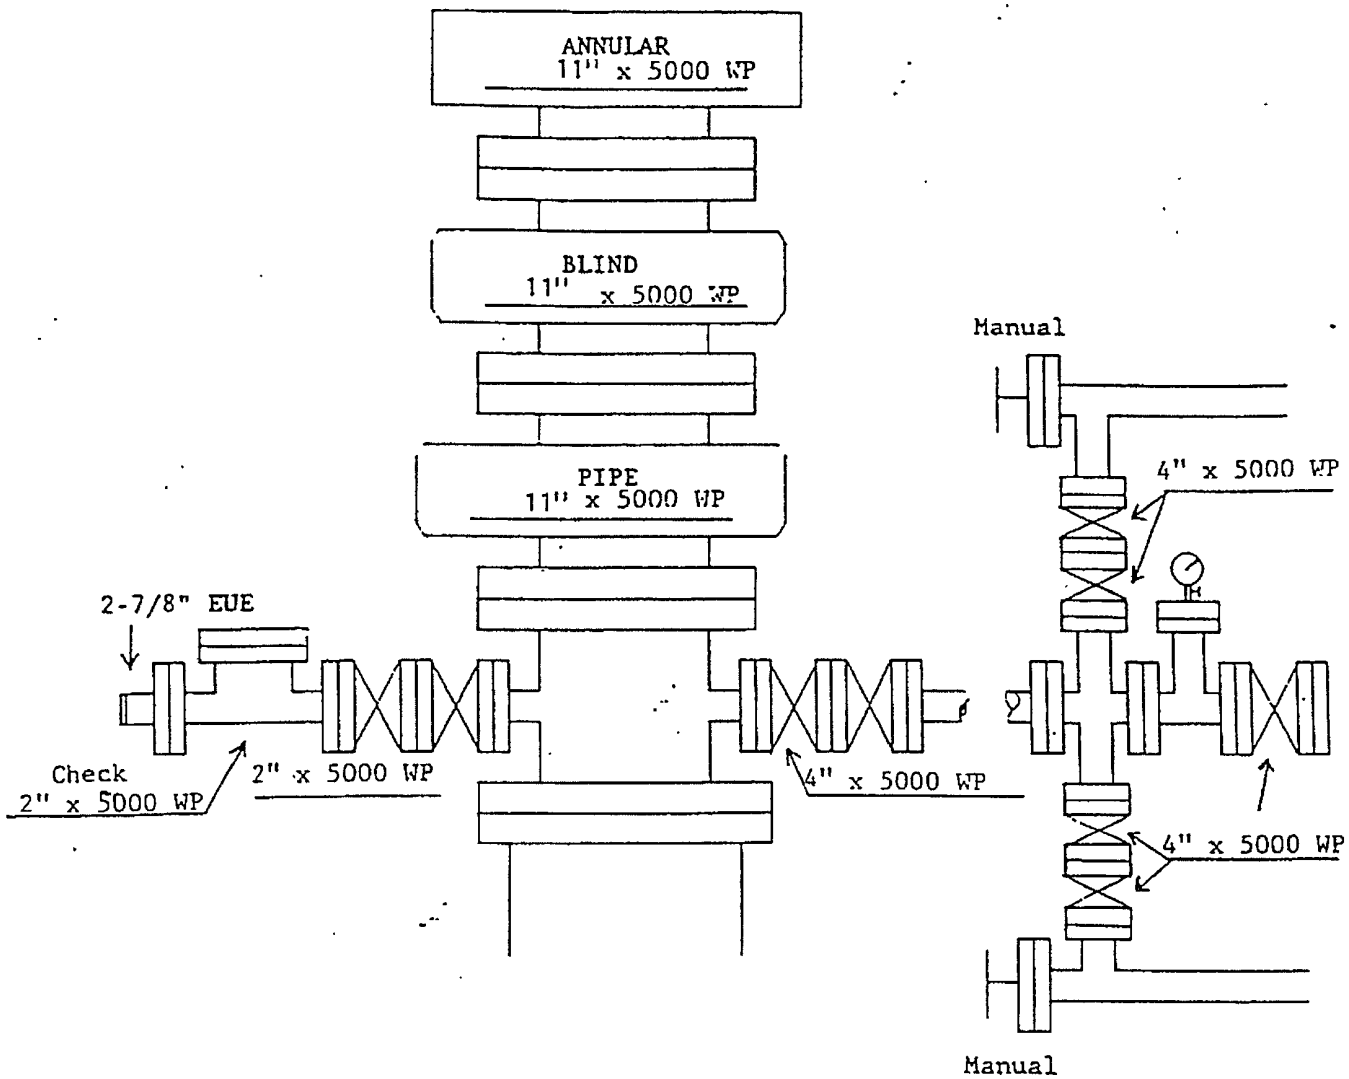 ANNULAR
11" x 5000 WP
BLIND
11" x 5000 WP
PIPE
11" x 5000 WP
Manual
4" x 5000 WP
2-7/8" EUE
Check
2" x 5000 WP
2" x 5000 WP
4" x 5000 WP
4" x 5000 WP
Manual